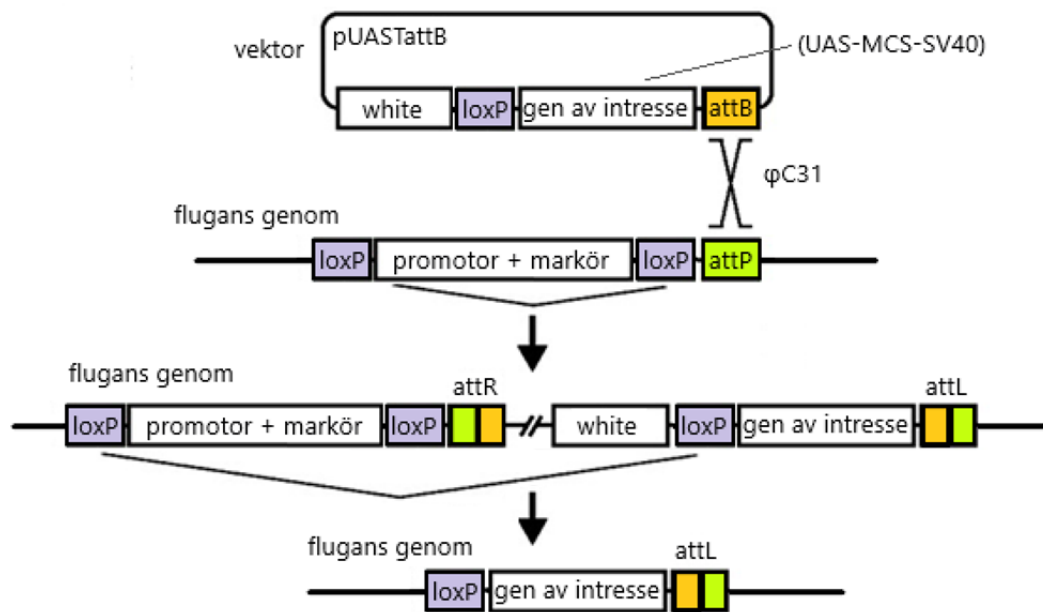 pUASTattB
vektor
(UAS-MCS-SV40)
white
loxP
gen av intresse
attB
φC31
flugans genom
loxP
promotor + markör
loxP
attP
flugans genom
attR
attL
loxP
promotor + markör
loxP
white
loxP
gen av intresse
flugans genom
attL
loxP
gen av intresse